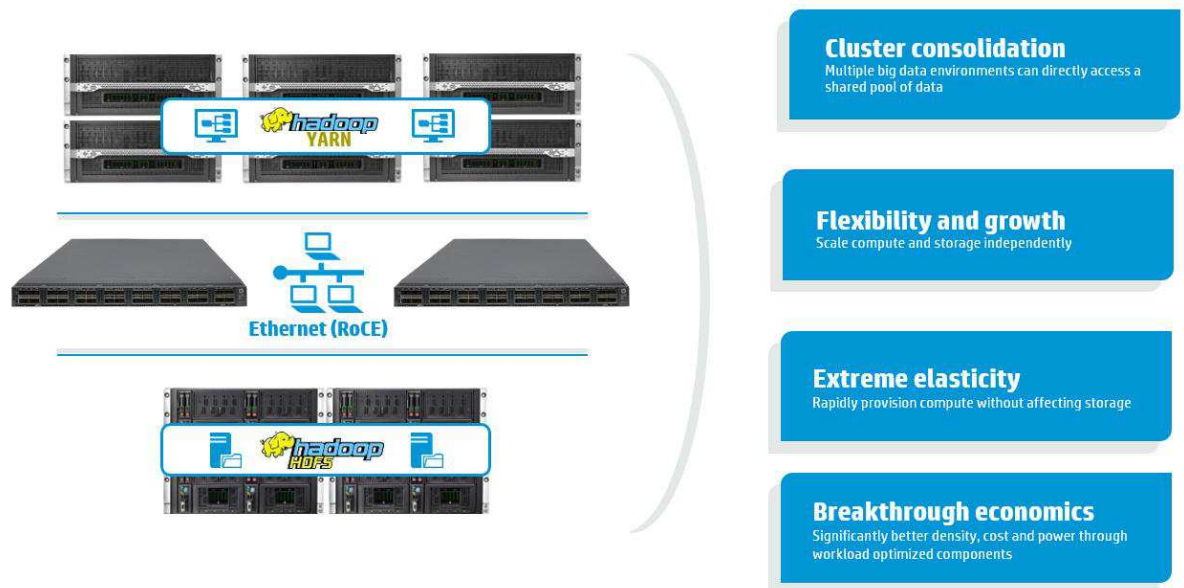 hadoop
YARN
Ethernet (RoCE)
hadoop
HDFS
Cluster consolidation
Multiple big data environments can directly access a
shared pool of data
Flexibility and growth
Scale compute and storage independently
Extreme elasticity
Rapidly provision compute without affecting storage
Breakthrough economics
Significantly better density, cost and power through
workload optimized components